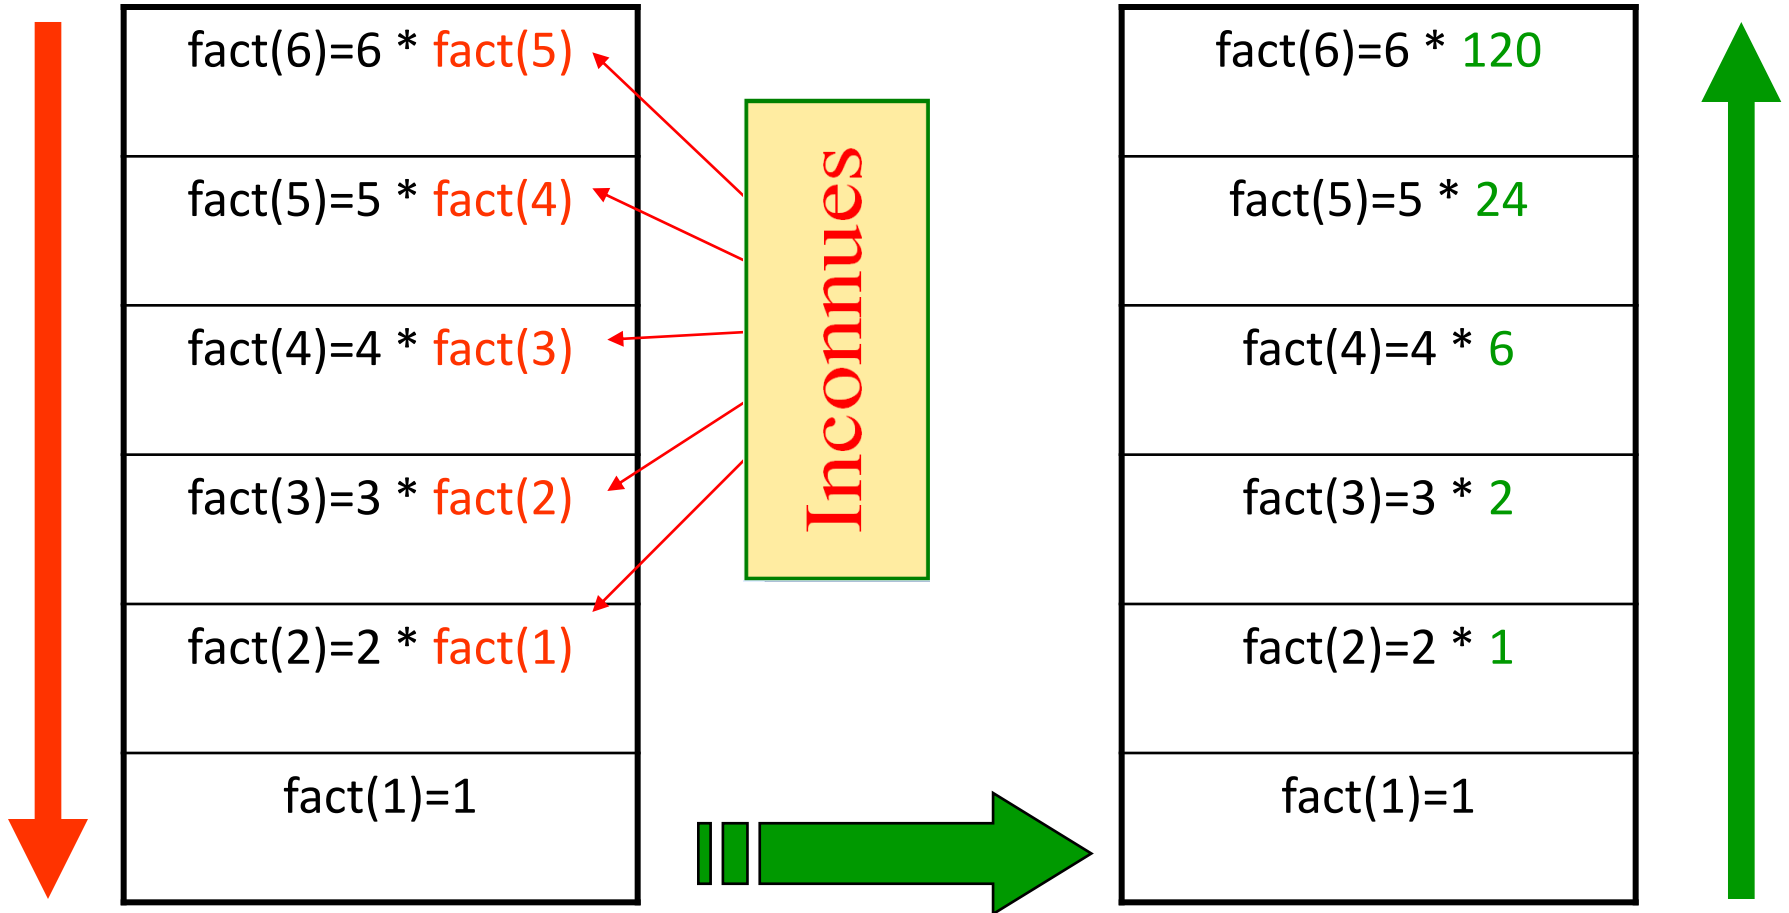 fact(6)=6 * fact(5)
fact(5)=5 * fact(4)
fact(4)=4 * fact(3)
fact(3)=3 * fact(2)
fact(2)=2 * fact(1)
fact(1)=1
Inconnues
fact(6)=6 * 120
fact(5)=5 * 24
fact(4)=4 * 6
fact(3)=3 * 2
fact(2)=2 * 1
fact(1)=1